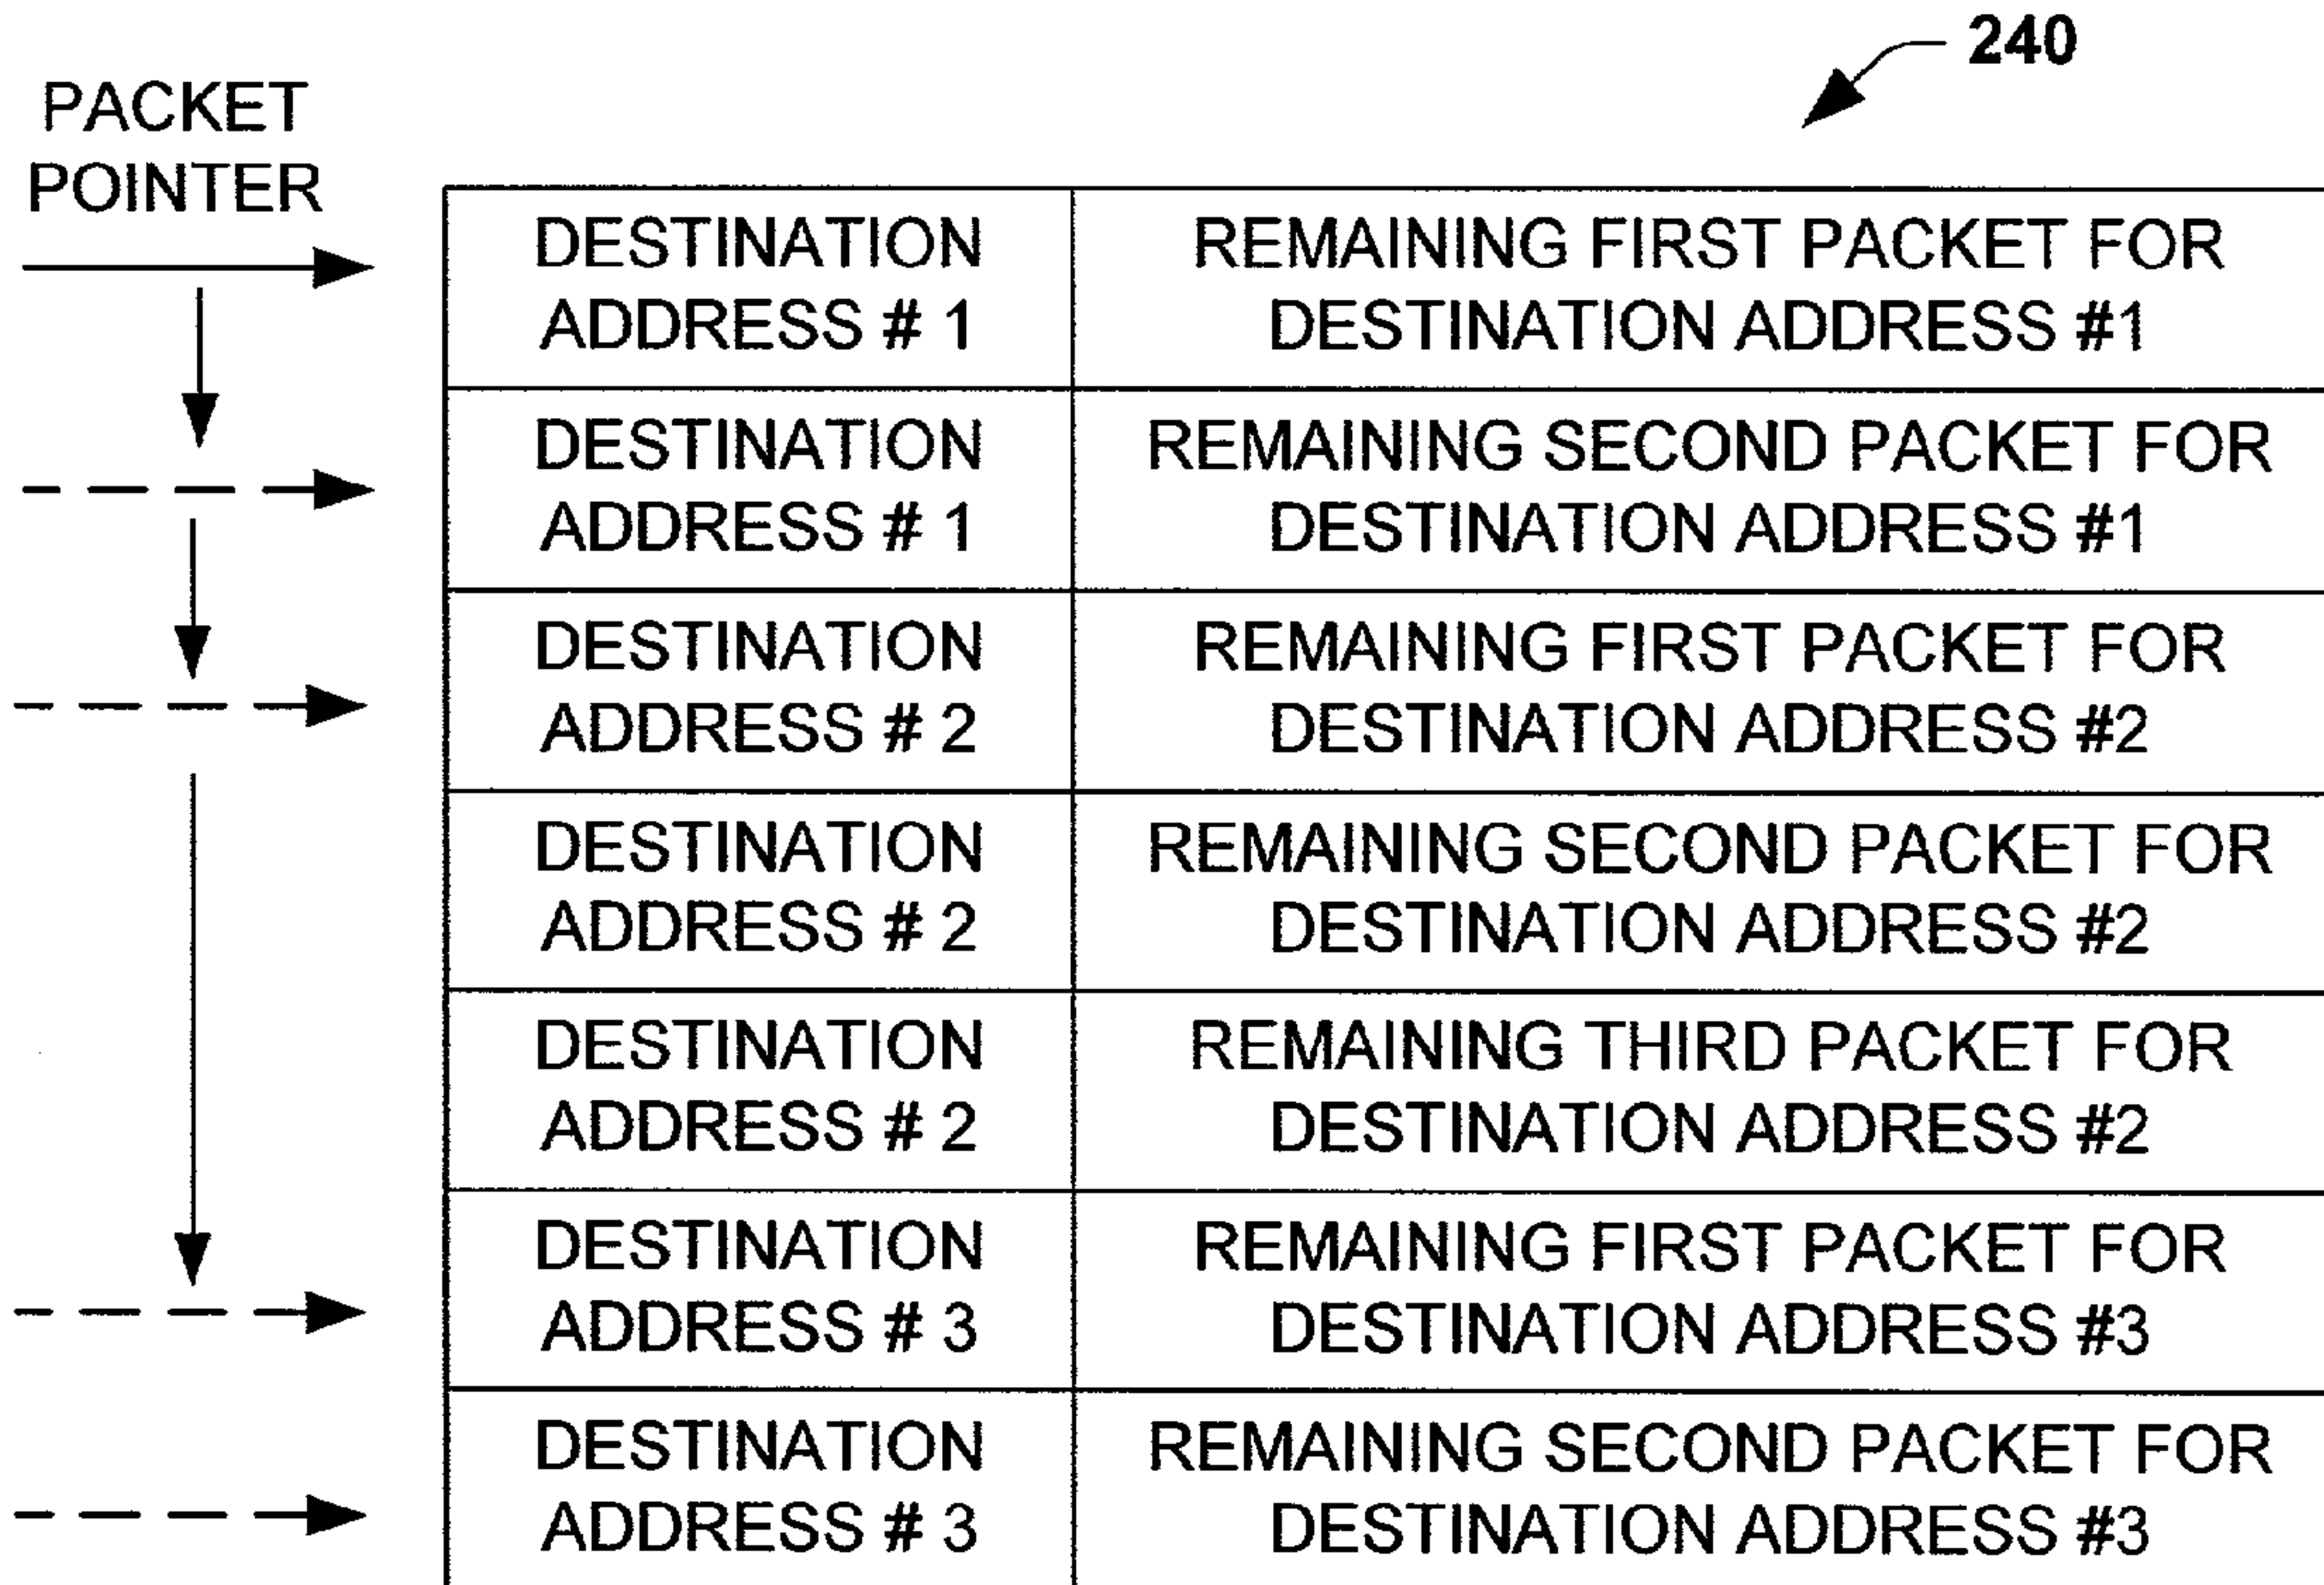 240
PACKET
POINTER
DESTINATION
ADDRESS # 1
REMAINING FIRST PACKET FOR
DESTINATION ADDRESS #1
DESTINATION
ADDRESS # 1
REMAINING SECOND PACKET FOR
DESTINATION ADDRESS #1
DESTINATION
ADDRESS # 2
REMAINING FIRST PACKET FOR
DESTINATION ADDRESS #2
DESTINATION
ADDRESS # 2
REMAINING SECOND PACKET FOR
DESTINATION ADDRESS #2
DESTINATION
ADDRESS # 2
REMAINING THIRD PACKET FOR
DESTINATION ADDRESS #2
DESTINATION
ADDRESS # 3
REMAINING FIRST PACKET FOR
DESTINATION ADDRESS #3
DESTINATION
ADDRESS # 3
REMAINING SECOND PACKET FOR
DESTINATION ADDRESS #3